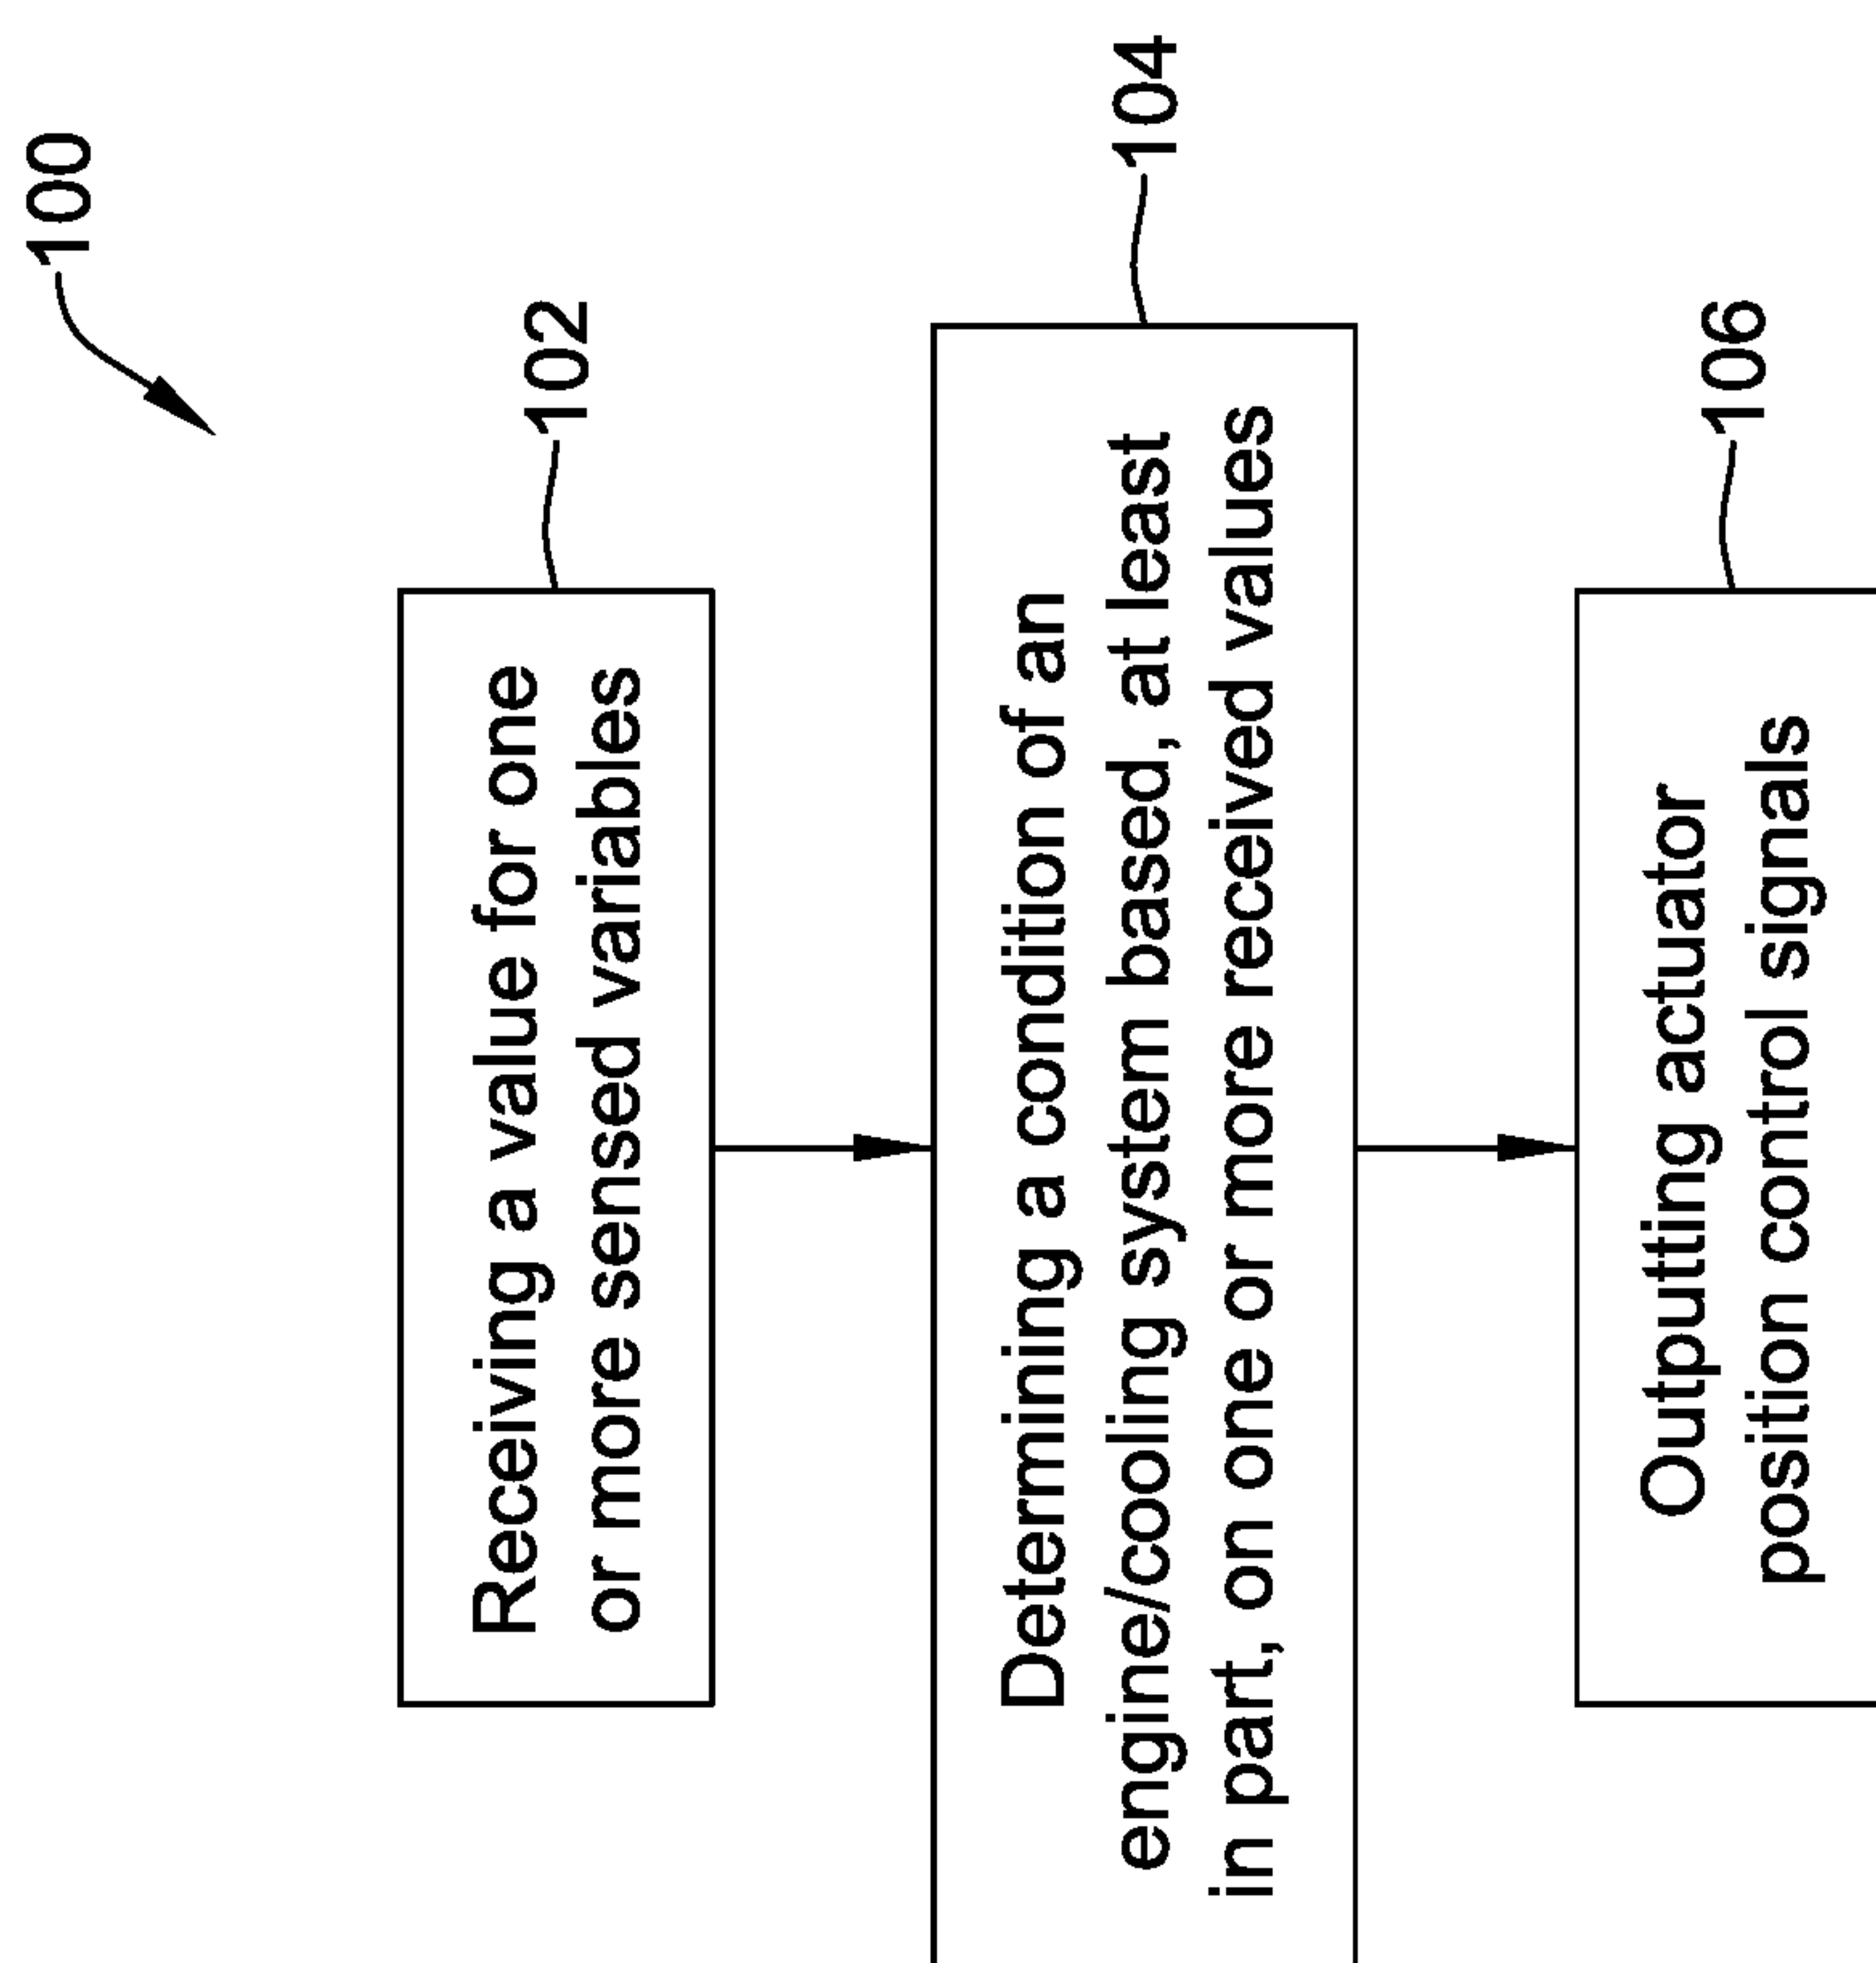 100
Receiving a value for one
or more sensed variables
102
Determining a condition of an
engine/cooling system based, at least
in part, on one or more received values
104
Outputting actuator
position control signals
106